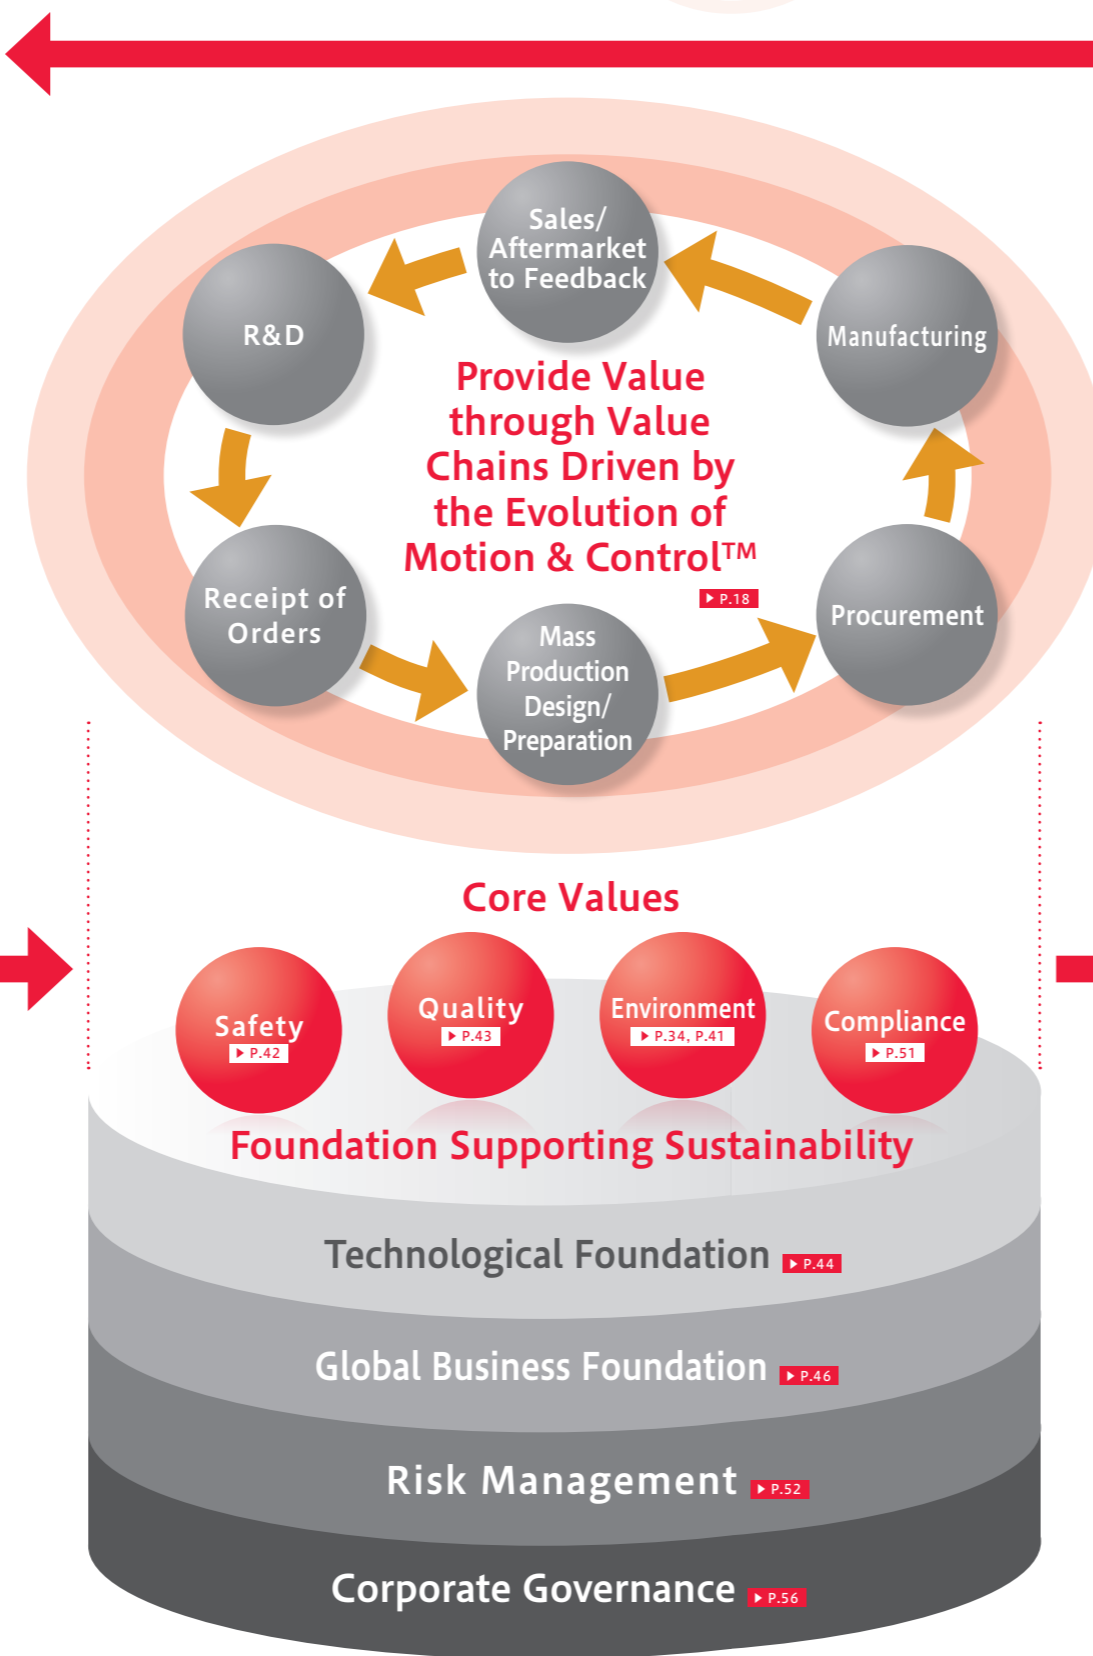 Sales/
Aftermarket
to Feedback
R&D
Manufacturing
Provide Value
through Value
Chains Driven by
the Evolution of
Motion & Control™
▶ P.18
Receipt of
Orders
Mass
Production
Design/
Preparation
Procurement
Core Values
Safety
▶ P.42
Quality
▶ P.43
Environment
▶ P.34, P.41
Compliance
▶ P.51
Foundation Supporting Sustainability
Technological Foundation ▶ P.44
Global Business Foundation ▶ P.46
Risk Management ▶ P.52
Corporate Governance ▶ P.56